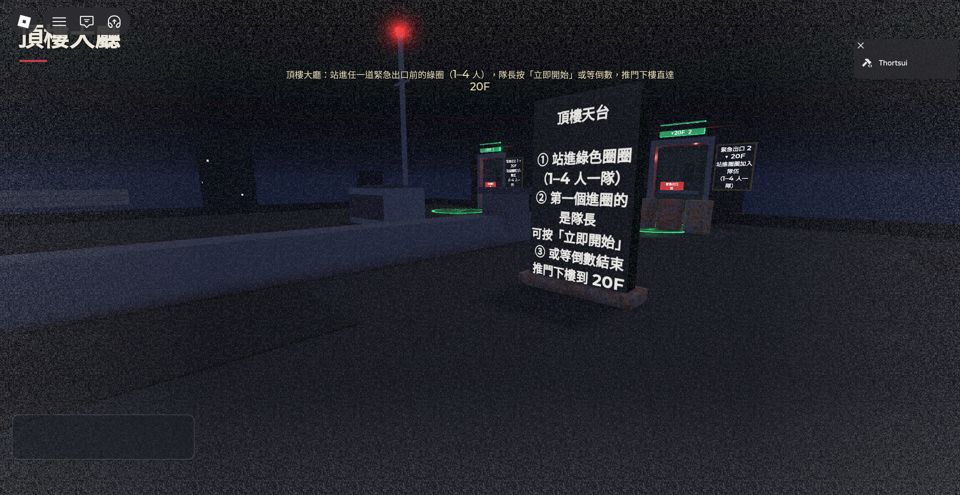 頂樓大廳
頂樓大廳：站進任一道緊急出口前的綠圈（1–4 人），隊長按「立即開始」或等倒數，推門下樓直達
20F
Thortsui
頂樓天台
① 站進綠色圈圈
（1–4 人一隊）
② 第一個進圈的
是隊長
可按「立即開始」
③ 或等倒數結束
推門下樓到 20F
緊急出口 2
▼ 20F
站進圈圈加入
隊伍
（1–4 人一
隊）